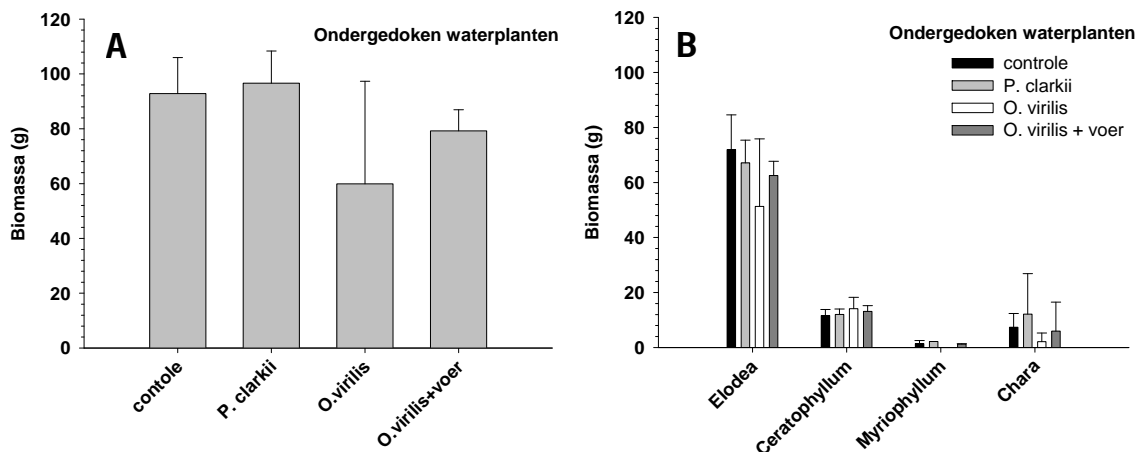 A
Ondergedoken waterplanten
Biomassa (g)
120
100
80
60
40
20
0
contole
P. clarkii
O.virilis
O.virilis+voer
B
Ondergedoken waterplanten
controle
P. clarkii
O. virilis
O. virilis + voer
Biomassa (g)
120
100
80
60
40
20
0
Elodea
Ceratophyllum
Myriophyllum
Chara